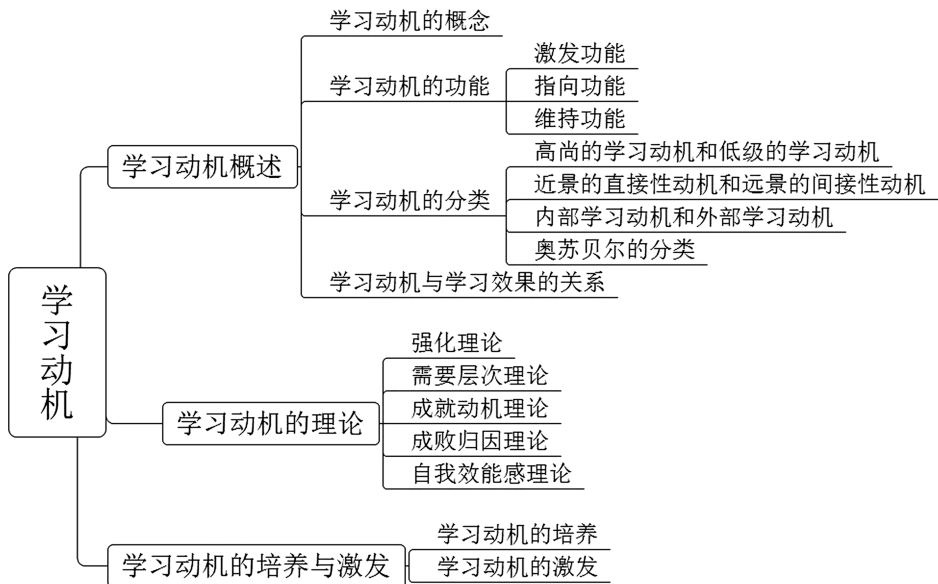 学习动机
学习动机概述
学习动机的概念
学习动机的功能
激发功能
指向功能
维持功能
学习动机的分类
高尚的学习动机和低级的学习动机
近景的直接性动机和远景的间接性动机
内部学习动机和外部学习动机
奥苏贝尔的分类
学习动机与学习效果的关系
学习动机的理论
强化理论
需要层次理论
成就动机理论
成败归因理论
自我效能感理论
学习动机的培养与激发
学习动机的培养
学习动机的激发